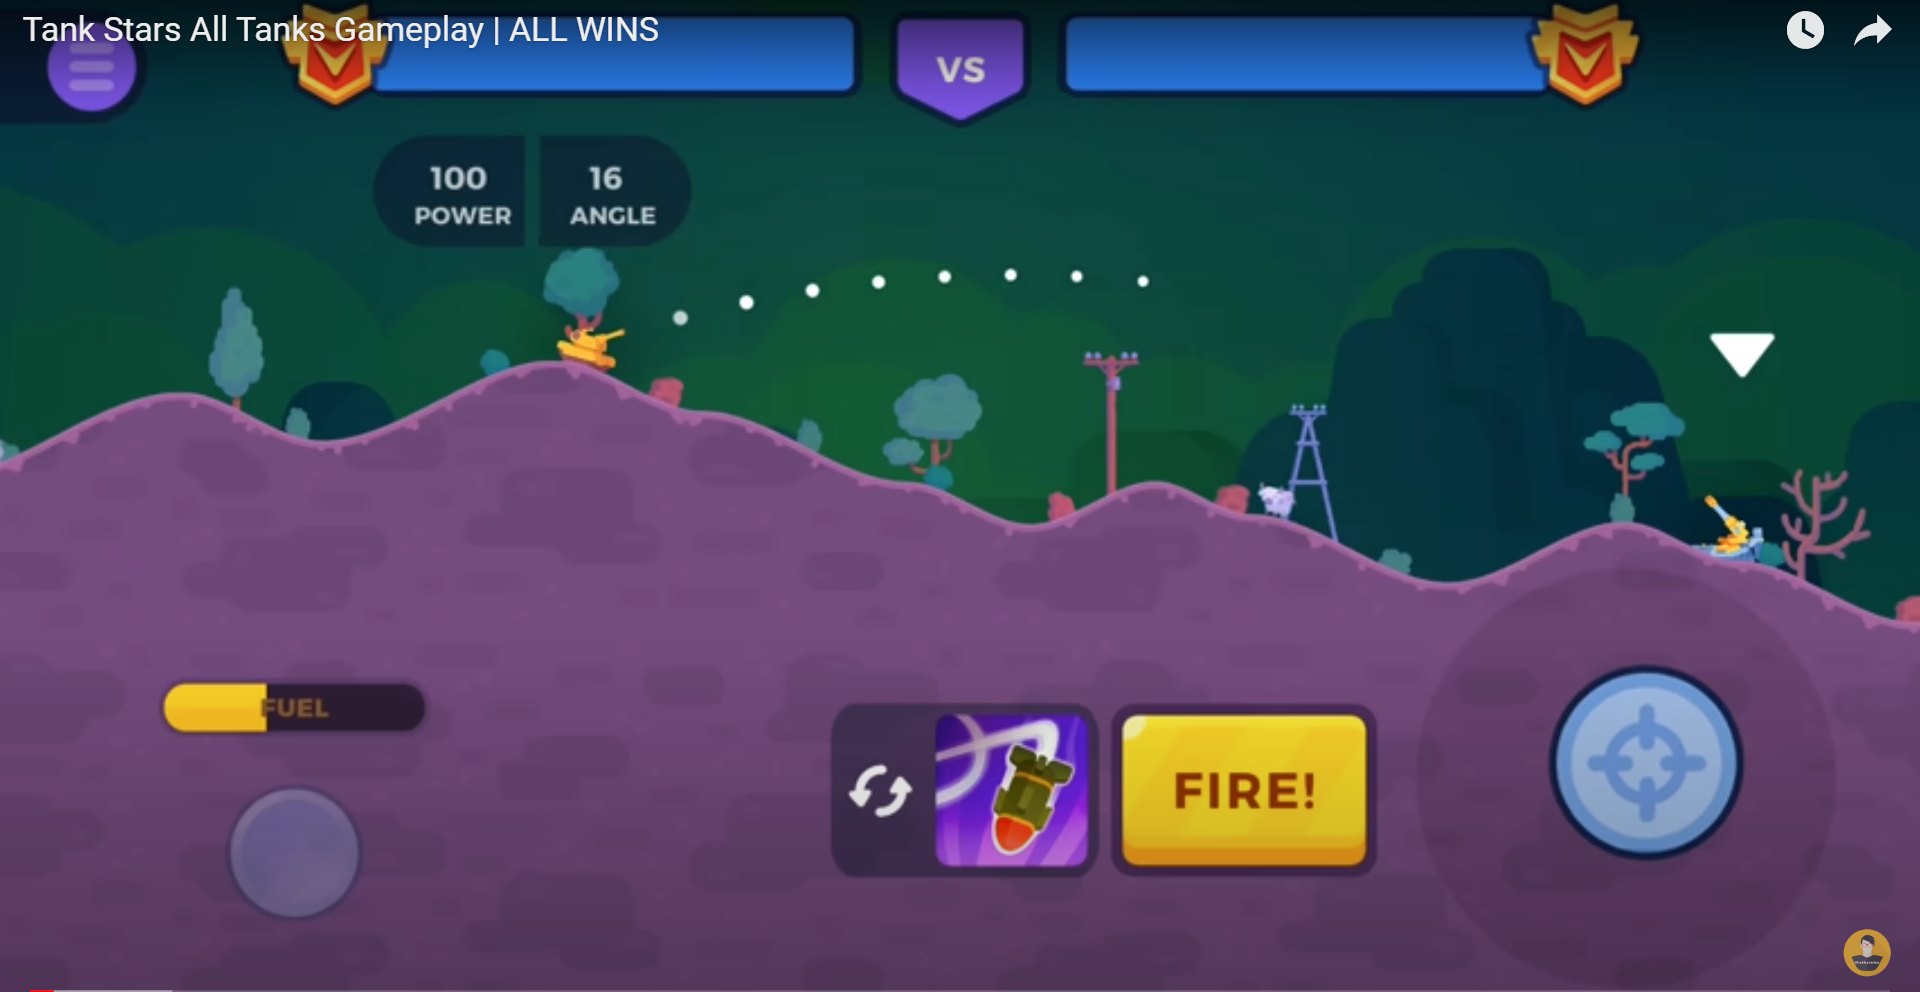 Tank Stars All Tanks Gameplay | ALL WINS
VS
100
POWER
16
ANGLE
FUEL
FIRE!